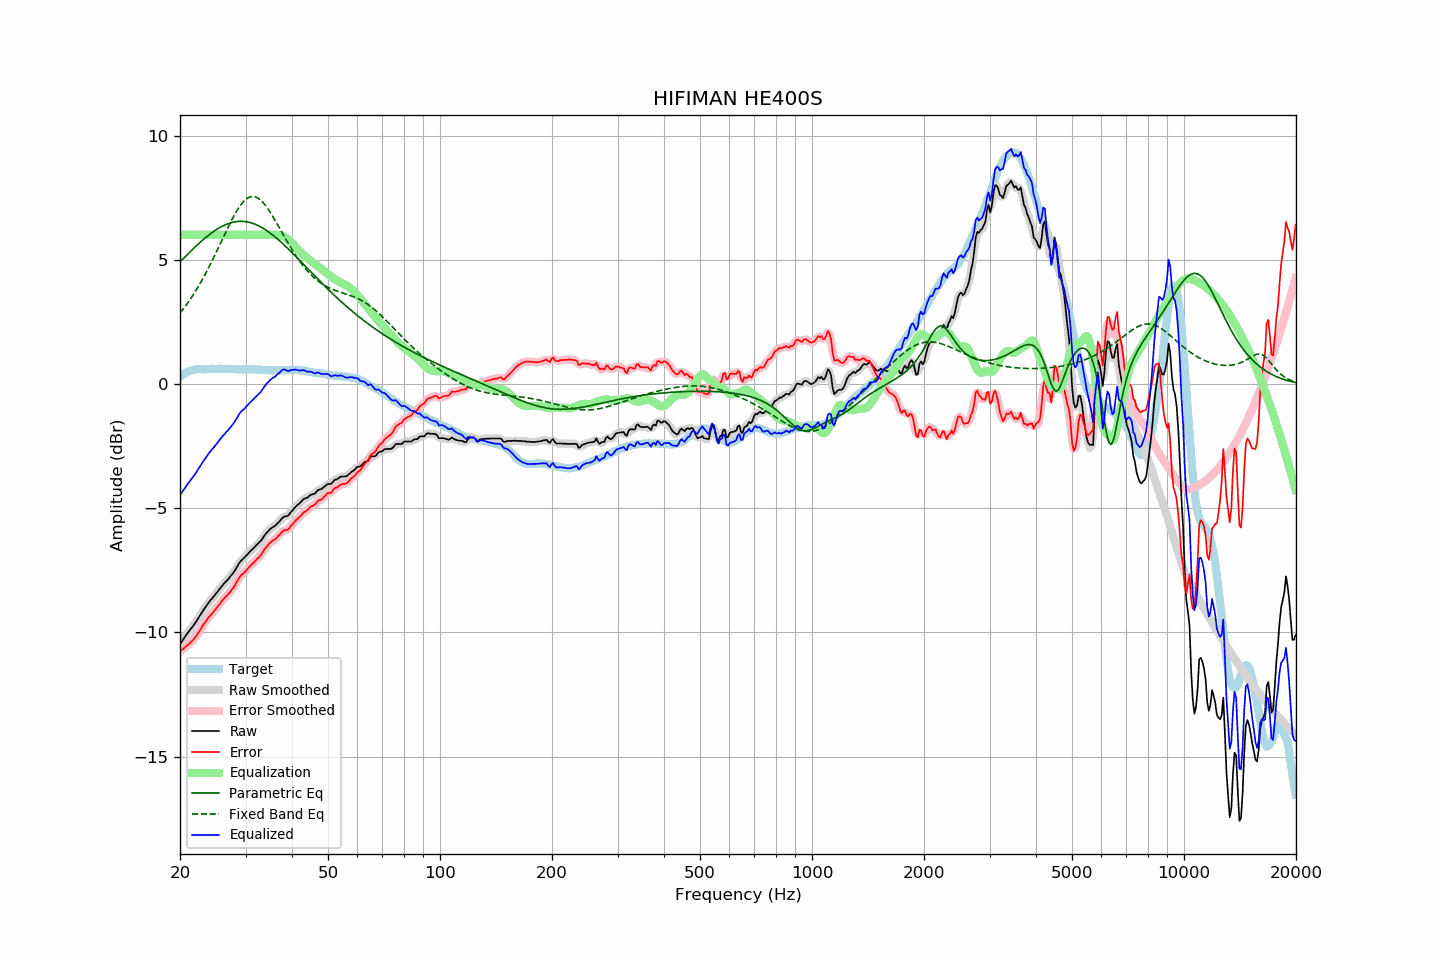 HIFIMAN HE400S
10
5
0
−5
−10
−15
Amplitude (dBr)
Target
Raw Smoothed
Error Smoothed
Raw
Error
Equalization
Parametric Eq
Fixed Band Eq
Equalized
20 50 100 200 500 1000 2000 5000 10000 20000
Frequency (Hz)